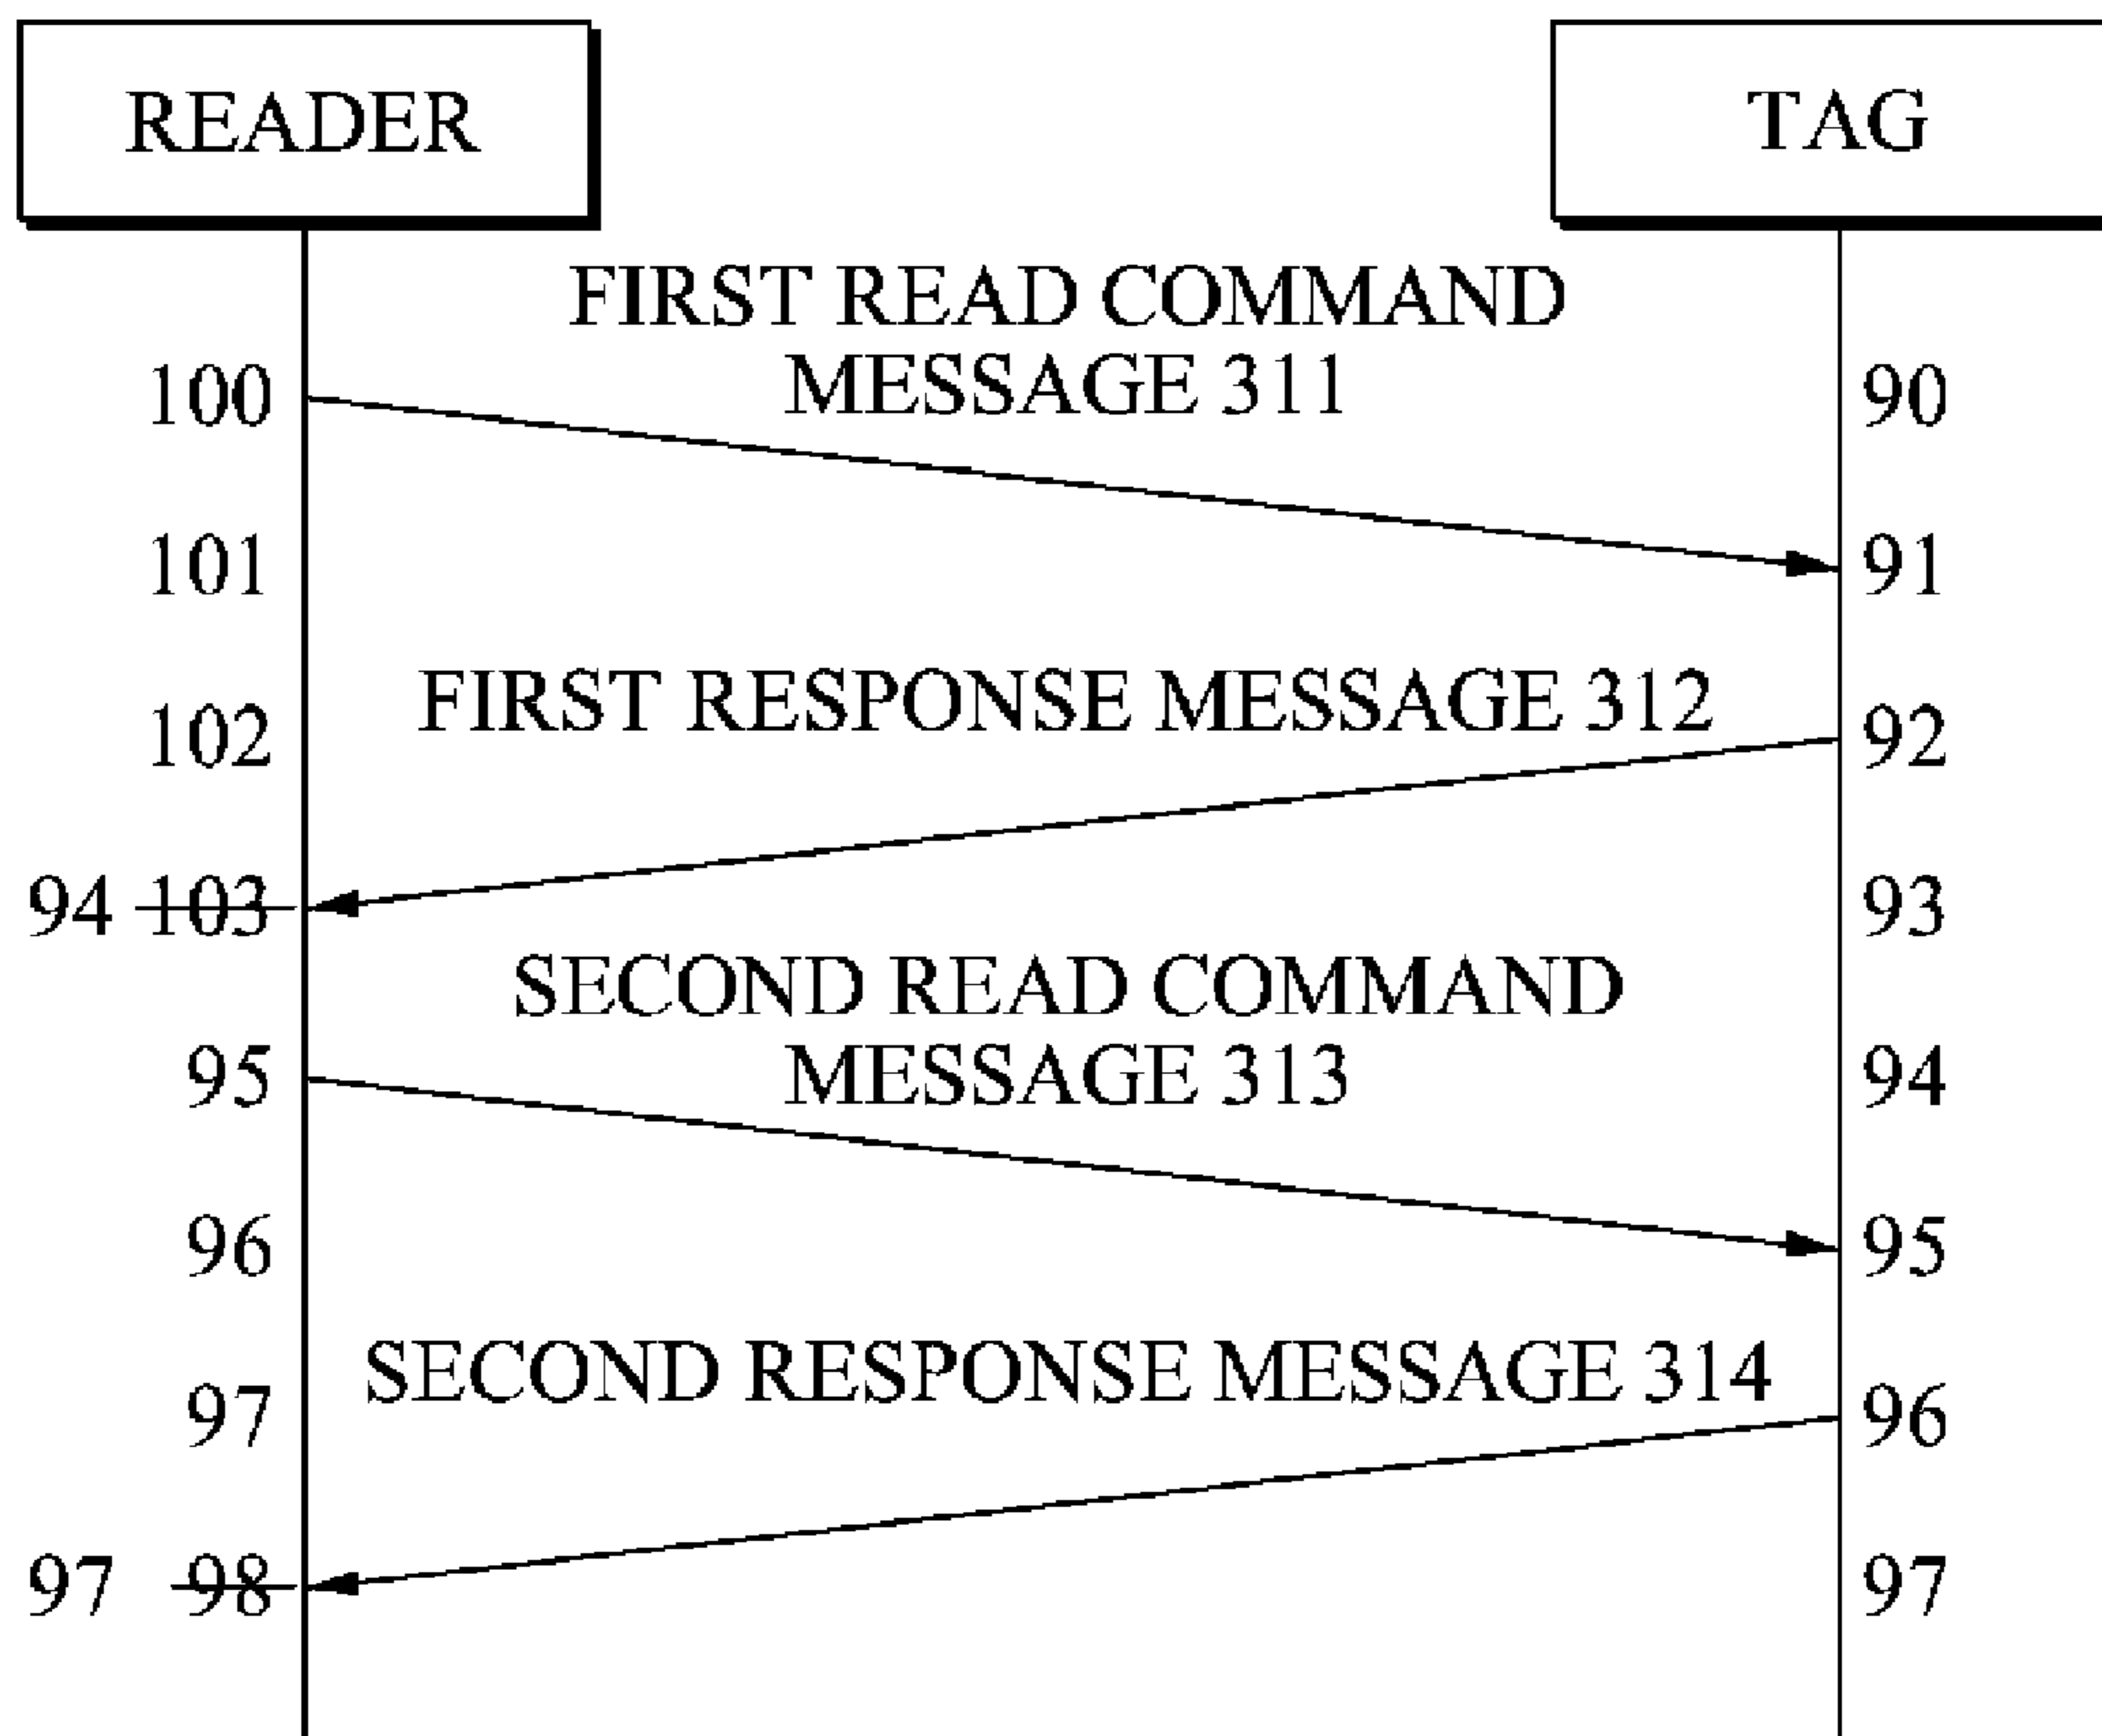 READER
TAG
FIRST READ COMMAND
MESSAGE 311
100
90
101
91
FIRST RESPONSE MESSAGE 312
102
92
94 103
93
SECOND READ COMMAND
MESSAGE 313
95
94
96
95
SECOND RESPONSE MESSAGE 314
97
96
97 98
97